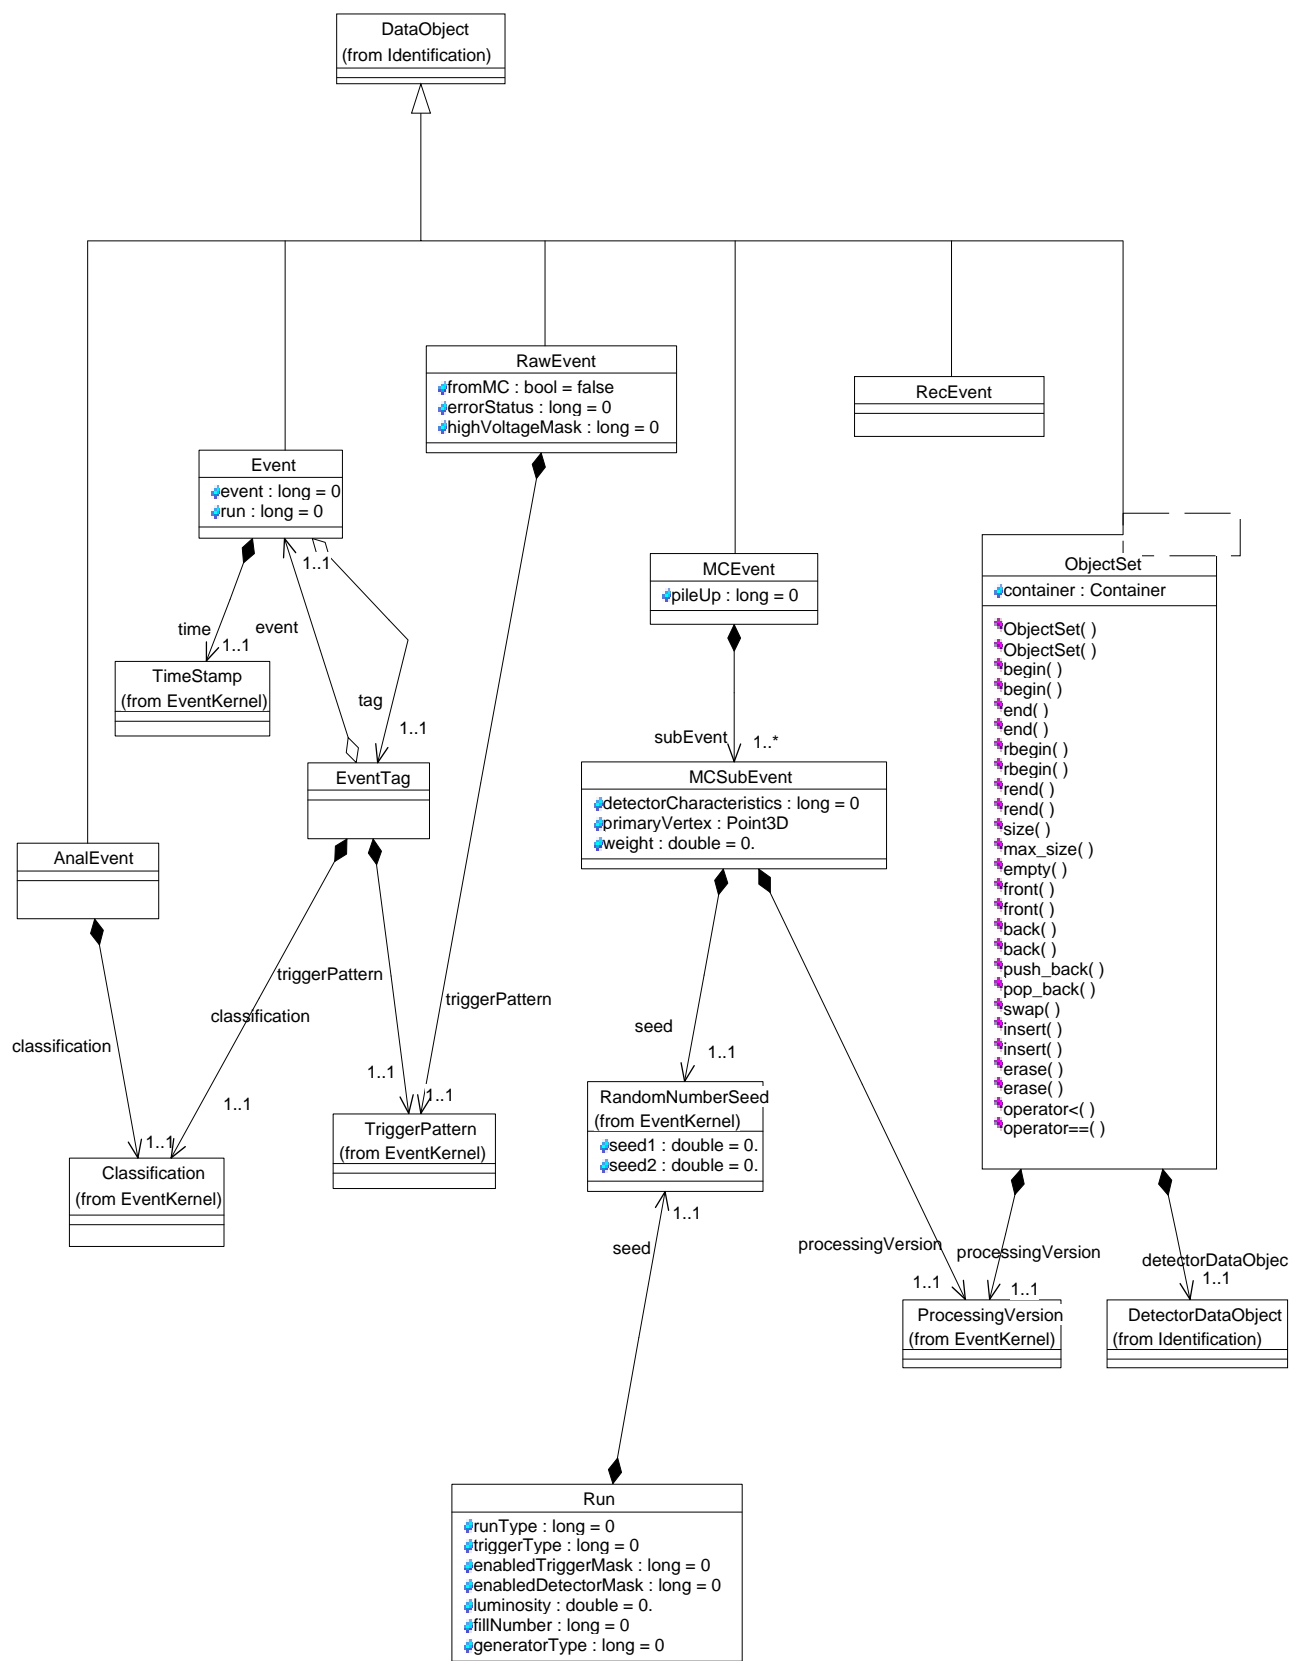 DataObject
(from Identification)
RawEvent
fromMC : bool = false
errorStatus : long = 0
highVoltageMask : long = 0
RecEvent
Event
event : long = 0
run : long = 0
1..1
time
event
1..1
tag
1..1
TimeStamp
(from EventKernel)
MCEvent
pileUp : long = 0
subEvent
1..*
ObjectSet
container : Container
ObjectSet( )
ObjectSet( )
begin( )
begin( )
end( )
end( )
rbegin( )
rbegin( )
rend( )
rend( )
size( )
max_size( )
empty( )
front( )
front( )
back( )
back( )
push_back( )
pop_back( )
swap( )
insert( )
insert( )
erase( )
erase( )
operator<( )
operator==( )
EventTag
MCSubEvent
detectorCharacteristics : long = 0
primaryVertex : Point3D
weight : double = 0.
AnalEvent
triggerPattern
classification
triggerPattern
classification
seed
1..1
1..1
1..1
1..1
1..1
RandomNumberSeed
(from EventKernel)
seed1 : double = 0.
seed2 : double = 0.
TriggerPattern
(from EventKernel)
Classification
(from EventKernel)
1..1
seed
processingVersion
processingVersion
detectorDataObjec
1..1
1..1
1..1
ProcessingVersion
(from EventKernel)
DetectorDataObject
(from Identification)
Run
runType : long = 0
triggerType : long = 0
enabledTriggerMask : long = 0
enabledDetectorMask : long = 0
luminosity : double = 0.
fillNumber : long = 0
generatorType : long = 0